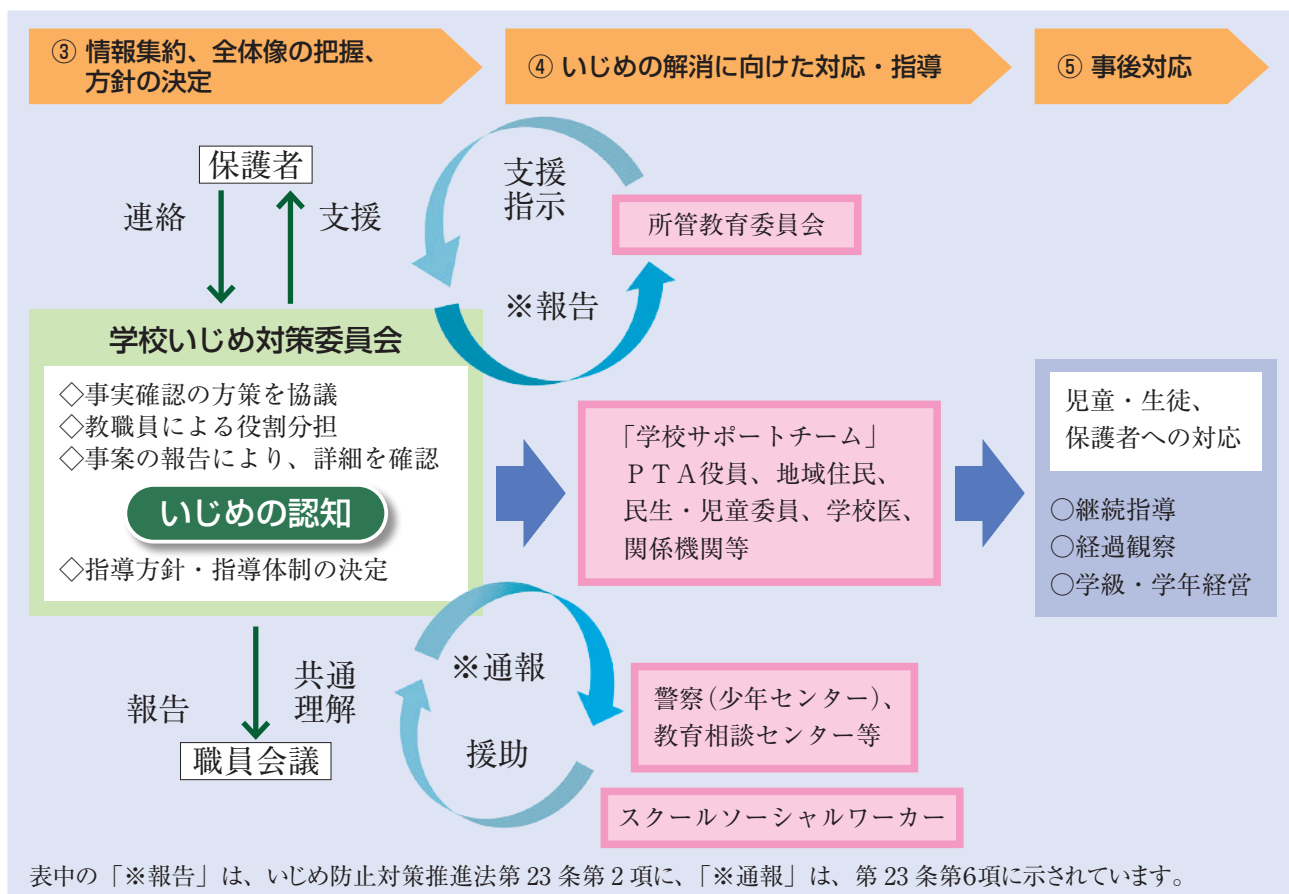 ③ 情報集約、全体像の把握、
方針の決定
④ いじめの解消に向けた対応・指導
⑤ 事後対応
保護者
連絡
支援
支援
指示
所管教育委員会
※報告
学校いじめ対策委員会
◇事実確認の方策を協議
◇教職員による役割分担
◇事案の報告により、詳細を確認
いじめの認知
◇指導方針・指導体制の決定
「学校サポートチーム」
ＰＴＡ役員、地域住民、
民生・児童委員、学校医、
関係機関等
児童・生徒、
保護者への対応
○継続指導
○経過観察
○学級・学年経営
報告
共通
理解
職員会議
※通報
援助
警察（少年センター）、
教育相談センター等
スクールソーシャルワーカー
表中の「※報告」は、いじめ防止対策推進法第 23 条第 2 項に、「※通報」は、第 23 条第6項に示されています。